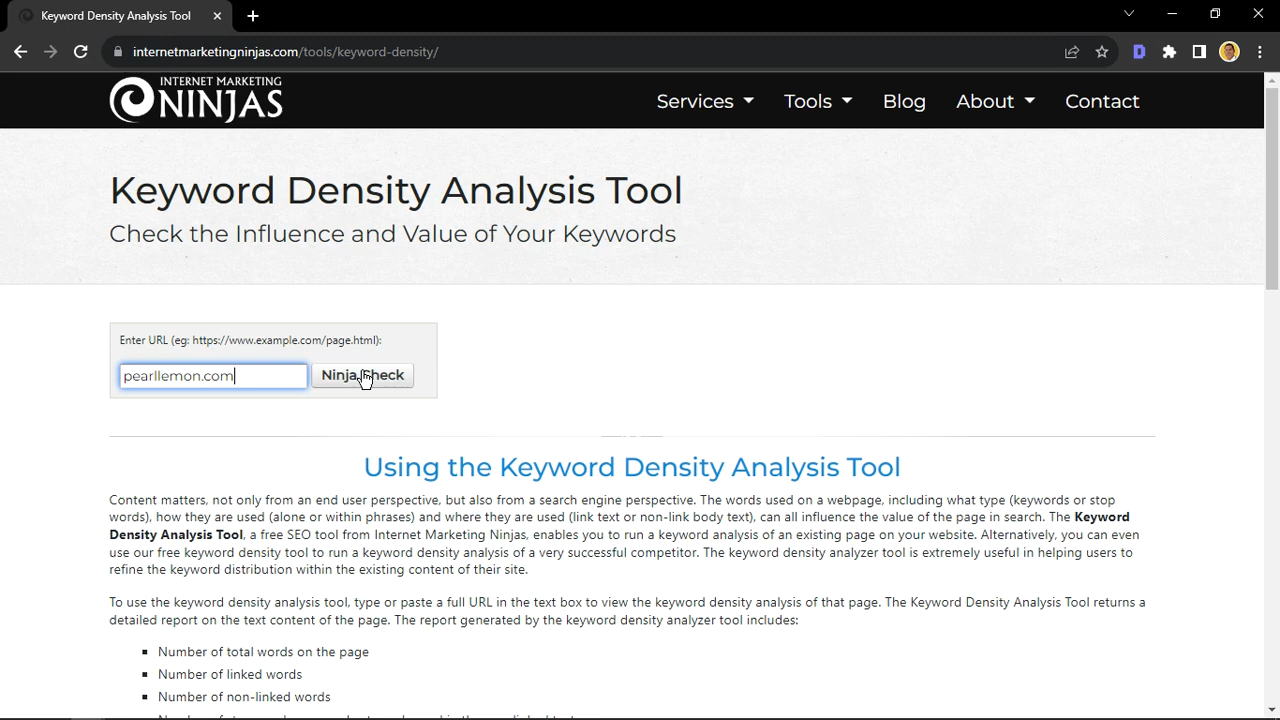 Keyword Density Analysis Tool
internetmarketingninjas.com/tools/keyword-density/
INTERNET MARKETING
NINJAS
Services
Tools
Blog
About
Contact
Keyword Density Analysis Tool
Check the Influence and Value of Your Keywords
Enter URL (eg: https://www.example.com/page.html):
pearllemon.com
Ninja Check
Using the Keyword Density Analysis Tool
Content matters, not only from an end user perspective, but also from a search engine perspective. The words used on a webpage, including what type (keywords or stop
words), how they are used (alone or within phrases) and where they are used (link text or non-link body text), can all influence the value of the page in search. The Keyword
Density Analysis Tool, a free SEO tool from Internet Marketing Ninjas, enables you to run a keyword analysis of an existing page on your website. Alternatively, you can even
use our free keyword density tool to run a keyword density analysis of a very successful competitor. The keyword density analyzer tool is extremely useful in helping users to
refine the keyword distribution within the existing content of their site.
To use the keyword density analysis tool, type or paste a full URL in the text box to view the keyword density analysis of that page. The Keyword Density Analysis Tool returns a
detailed report on the text content of the page. The report generated by the keyword density analyzer tool includes:
Number of total words on the page
Number of linked words
Number of non-linked words